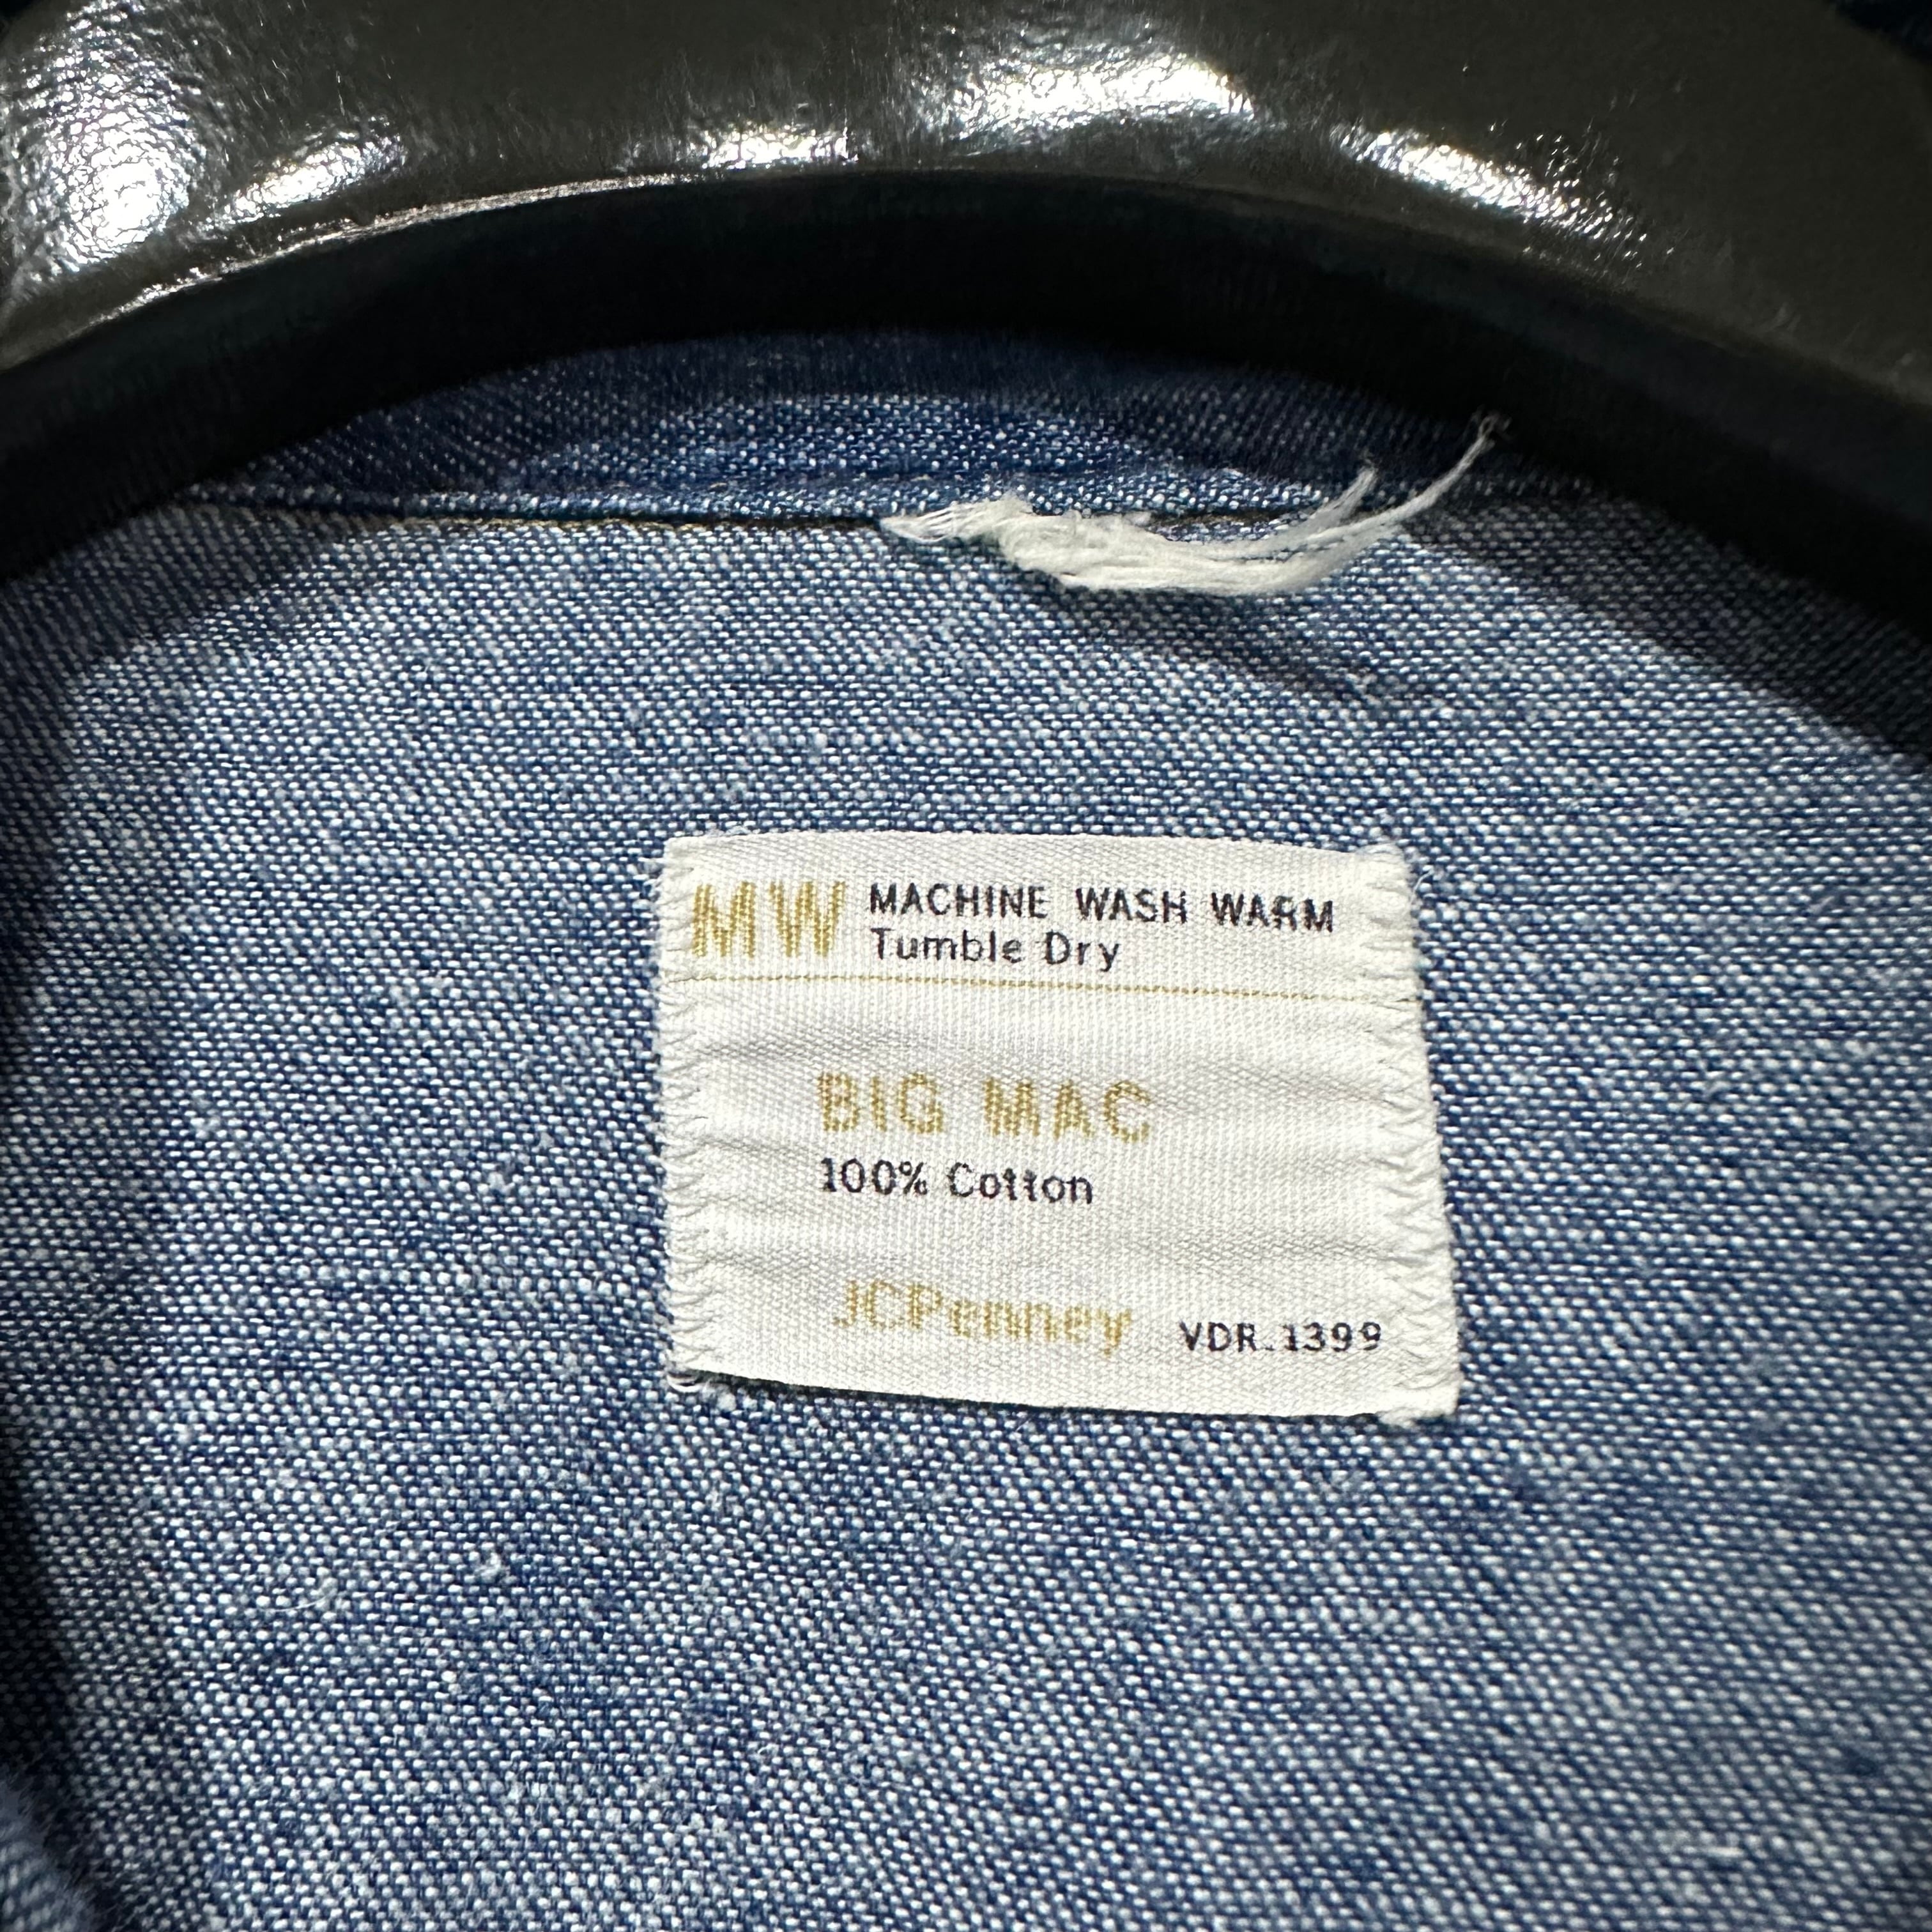 MW MACHINE WASH WARM
Tumble Dry
BIG MAC
100% Cotton
JCPenney VDR.1399